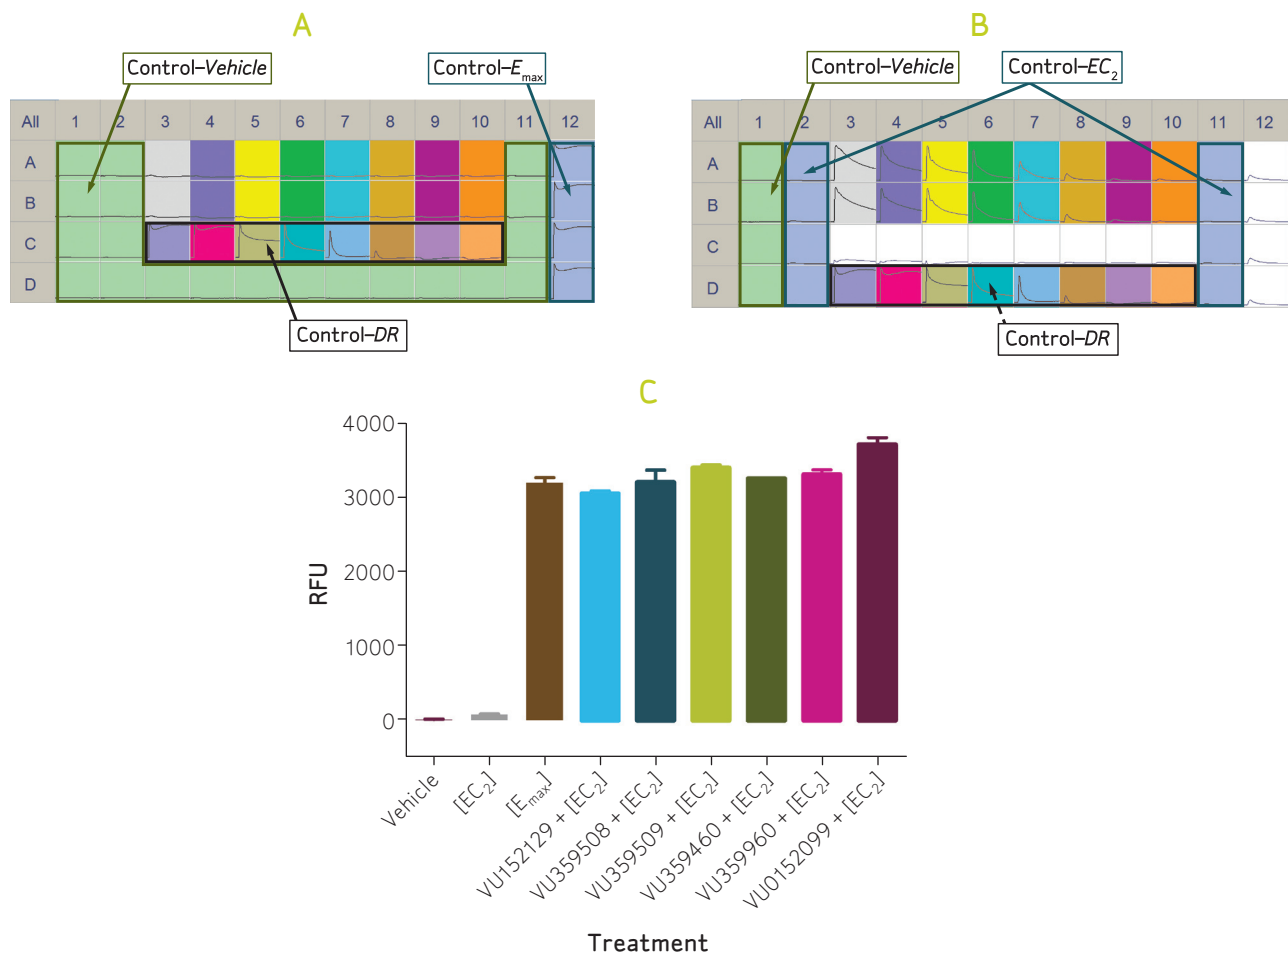 A
Control–Vehicle
Control–Emax
All 1 2 3 4 5 6 7 8 9 10 11 12
A
B
C
D
Control–DR
B
Control–Vehicle
Control–EC2
All 1 2 3 4 5 6 7 8 9 10 11 12
A
B
C
D
Control–DR
C
4000
3000
2000
1000
0
RFU
Vehicle
[EC2]
[Emax]
VU152129 + [EC2]
VU359508 + [EC2]
VU359509 + [EC2]
VU359460 + [EC2]
VU359960 + [EC2]
VU0152099 + [EC2]
Treatment